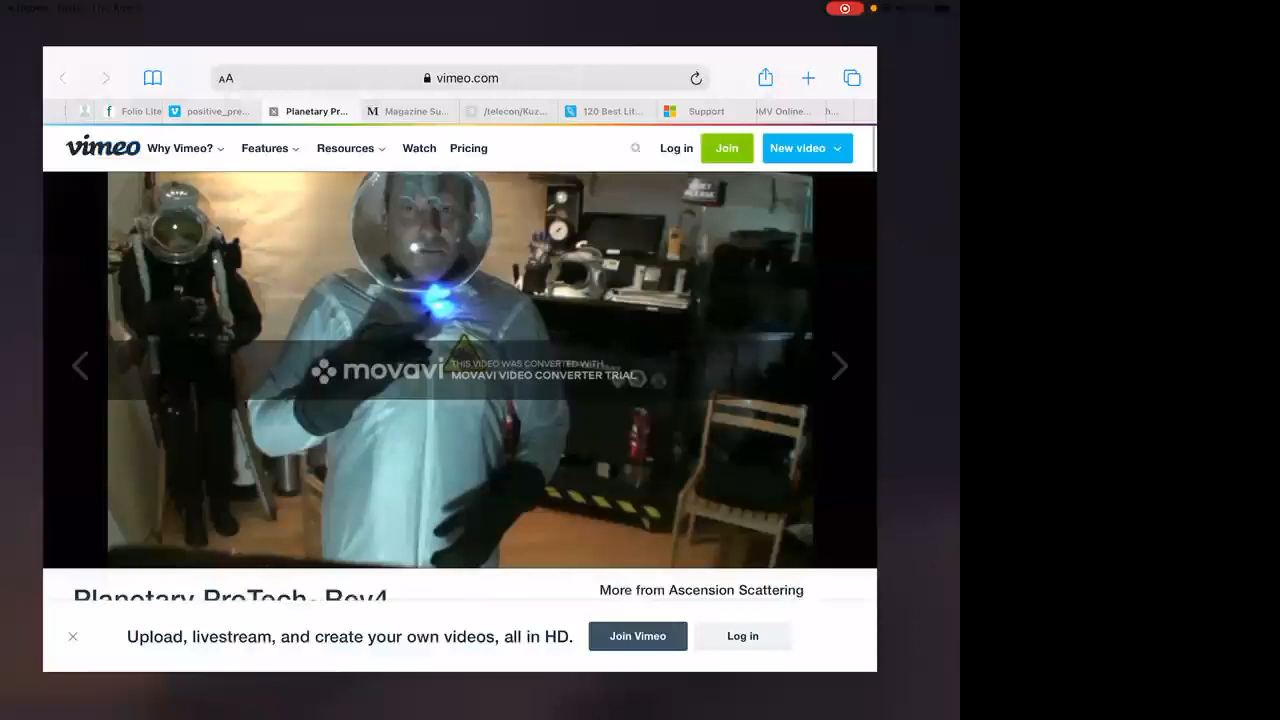 AA
vimeo.com
Folio Lite
positive_pre...
Planetary Pr...
M
Magazine Su...
/telecon/Kuz...
120 Best Lit...
Support
OMV Online...
h...
vimeo
Why Vimeo?
Features
Resources
Watch
Pricing
Log in
Join
New video
movavi
THIS VIDEO WAS CONVERTED WITH
MOVAVI VIDEO CONVERTER TRIAL
Planetary ProTech- Rev4
More from Ascension Scattering
Upload, livestream, and create your own videos, all in HD.
Join Vimeo
Log in